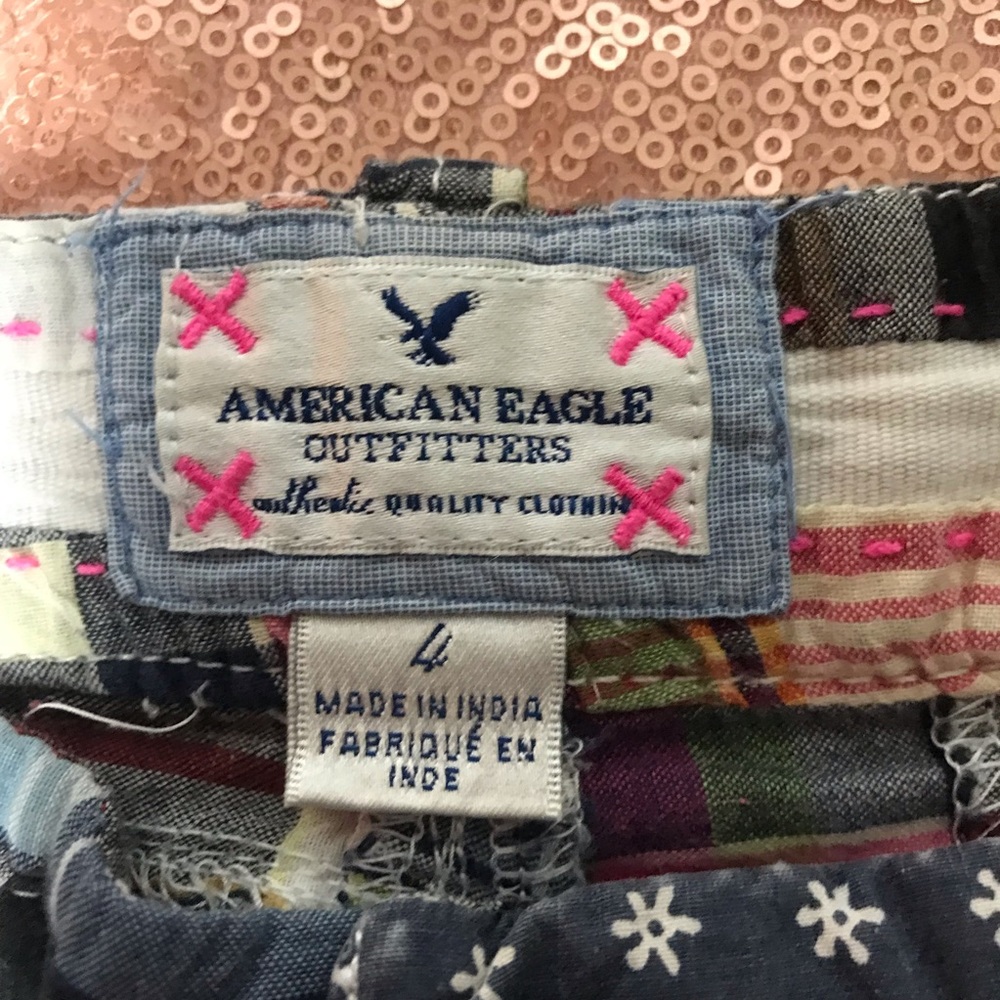 AMERICAN EAGLE
OUTFITTERS
authentic QUALITY CLOTHIN
4
MADE IN INDIA
FABRIQUÉ EN
INDE